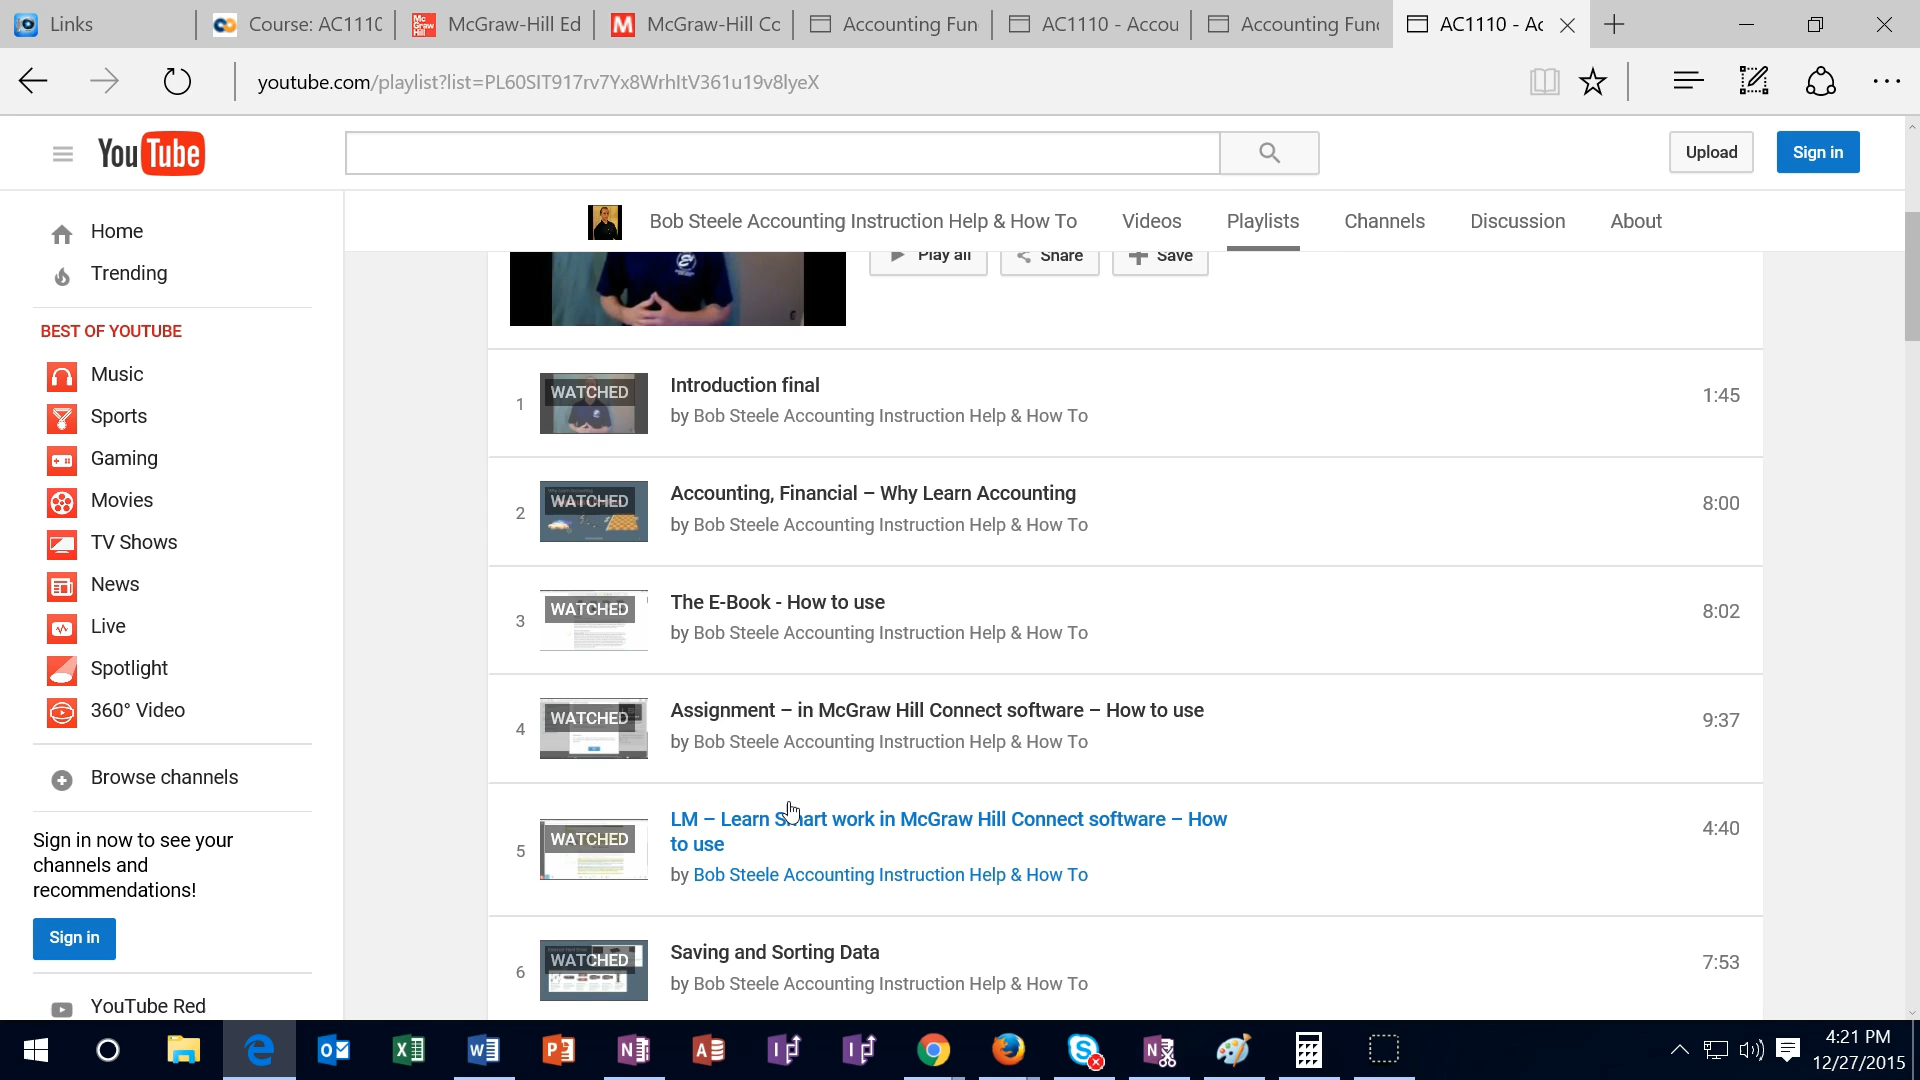 Links
Course: AC1110
McGraw-Hill Ed
McGraw-Hill Cc
Accounting Fun
AC1110 - Accou
Accounting Func
AC1110 - Ac
youtube.com/playlist?list=PL60SIT917rv7Yx8WrhltV361u19v8lyeX
YouTube
Upload
Sign in
Bob Steele Accounting Instruction Help & How To
Videos
Playlists
Channels
Discussion
About
Home
Trending
BEST OF YOUTUBE
Music
Sports
Gaming
Movies
TV Shows
News
Live
Spotlight
360° Video
Browse channels
Sign in now to see your
channels and
recommendations!
Sign in
YouTube Red
Play all
Share
Save
1
WATCHED
Introduction final
by Bob Steele Accounting Instruction Help & How To
1:45
2
WATCHED
Accounting, Financial – Why Learn Accounting
by Bob Steele Accounting Instruction Help & How To
8:00
3
WATCHED
The E-Book - How to use
by Bob Steele Accounting Instruction Help & How To
8:02
4
WATCHED
Assignment – in McGraw Hill Connect software – How to use
by Bob Steele Accounting Instruction Help & How To
9:37
5
WATCHED
LM – Learn Smart work in McGraw Hill Connect software – How
to use
by Bob Steele Accounting Instruction Help & How To
4:40
6
WATCHED
Saving and Sorting Data
by Bob Steele Accounting Instruction Help & How To
7:53
4:21 PM
12/27/2015